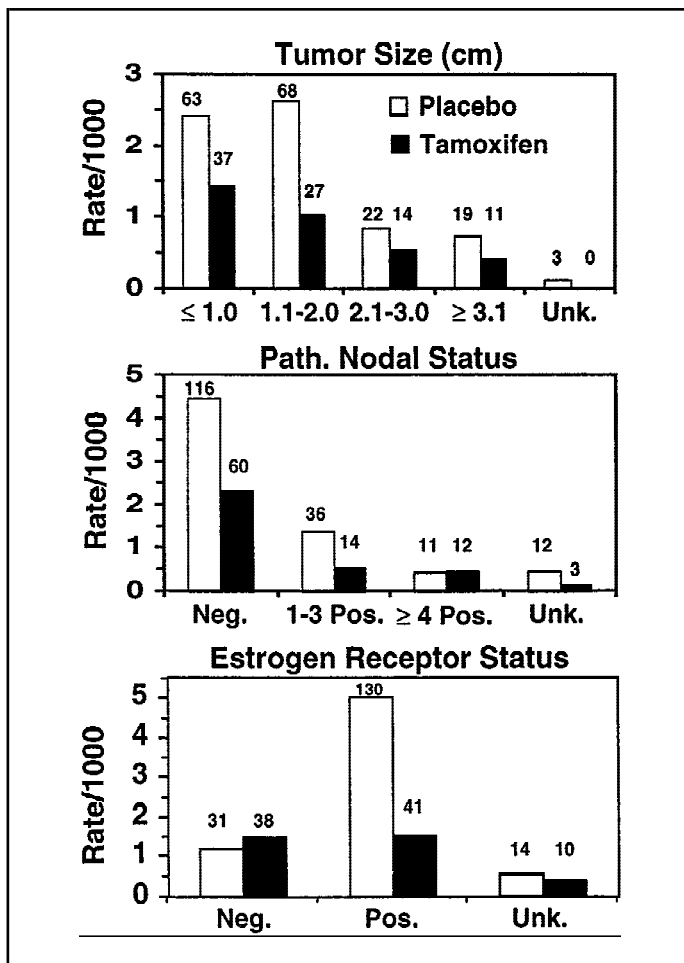 Tumor Size (cm)
3
2
1
0
Rate/1000
63
37
68
27
22
14
19
11
3
0
Placebo
Tamoxifen
≤ 1.0
1.1-2.0
2.1-3.0
≥ 3.1
Unk.
Path. Nodal Status
5
4
3
2
1
0
Rate/1000
116
60
36
14
11
12
12
3
Neg.
1-3 Pos.
≥ 4 Pos.
Unk.
Estrogen Receptor Status
5
4
3
2
1
0
Rate/1000
31
38
130
41
14
10
Neg.
Pos.
Unk.